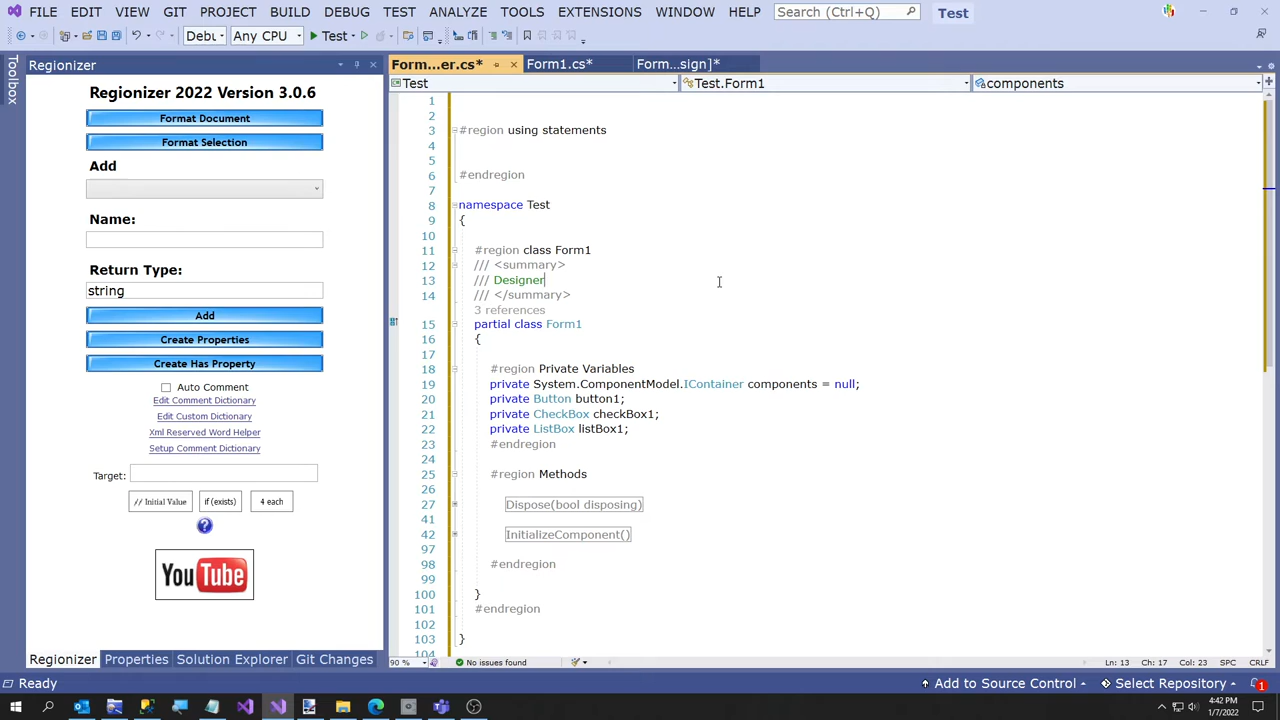 FILE EDIT VIEW GIT PROJECT BUILD DEBUG TEST ANALYZE TOOLS EXTENSIONS WINDOW HELP Search (Ctrl+Q) Test
Debu Any CPU Test
Toolbox
Regionizer
Regionizer 2022 Version 3.0.6
Format Document
Format Selection
Add
Name:
Return Type:
string
Add
Create Properties
Create Has Property
Auto Comment
Edit Comment Dictionary
Edit Custom Dictionary
Xml Reserved Word Helper
Setup Comment Dictionary
Target:
// Initial Value if (exists) 4 each
?
YouTube
Regionizer Properties Solution Explorer Git Changes
Form...er.cs* Form1.cs* Form...sign]*
Test Test.Form1 components
1
2
3 #region using statements
4
5
6 #endregion
7
8 namespace Test
9 {
10
11 #region class Form1
12 /// <summary>
13 /// Designer
14 /// </summary>
3 references
15 partial class Form1
16 {
17
18 #region Private Variables
19 private System.ComponentModel.IContainer components = null;
20 private Button button1;
21 private CheckBox checkBox1;
22 private ListBox listBox1;
23 #endregion
24
25 #region Methods
26
27 Dispose(bool disposing)
41
42 InitializeComponent()
97
98 #endregion
99
100 }
101 #endregion
102
103 }
104
90 % No issues found Ln: 13 Ch: 17 Col: 23 SPC CRLF
Ready Add to Source Control Select Repository 1
4:42 PM
1/7/2022